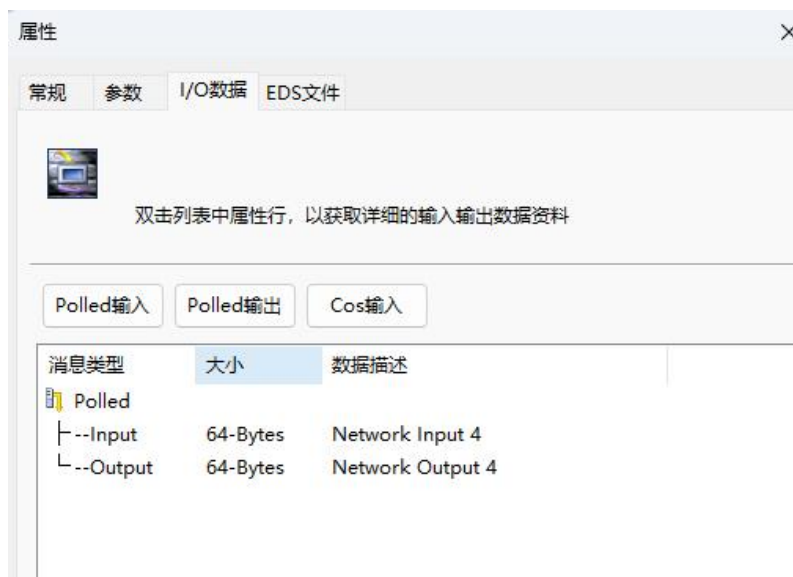 属性
常规 参数 I/O数据 EDS文件
双击列表中属性行，以获取详细的输入输出数据资料
Polled输入 Polled输出 Cos输入
消息类型 大小 数据描述
Polled
--Input 64-Bytes Network Input 4
--Output 64-Bytes Network Output 4